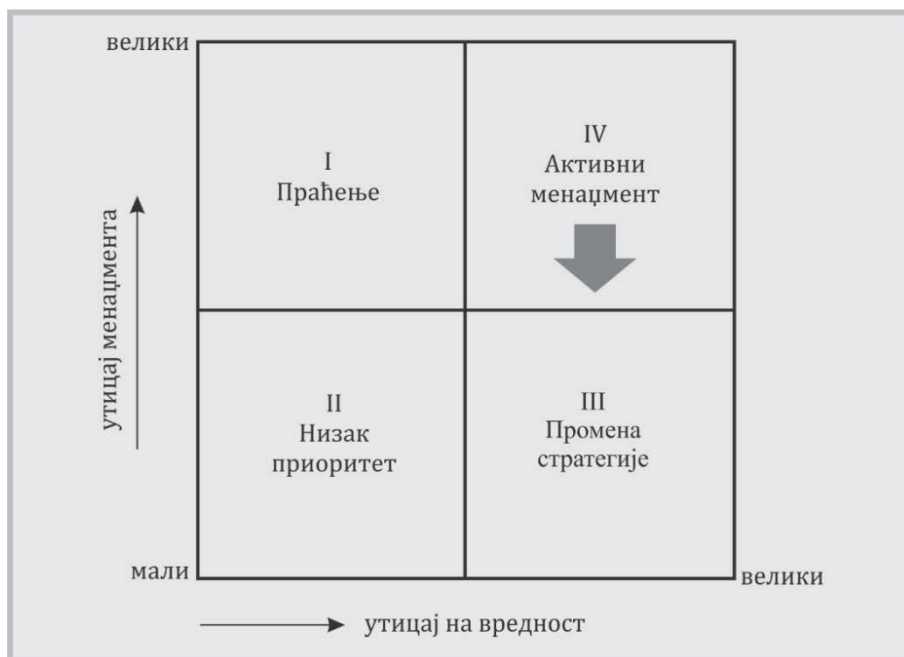 велики
I
Праћење
IV
Активни
менаџмент
утицај менаџмента
II
Низак
приоритет
III
Промена
стратегије
мали
велики
утицај на вредност